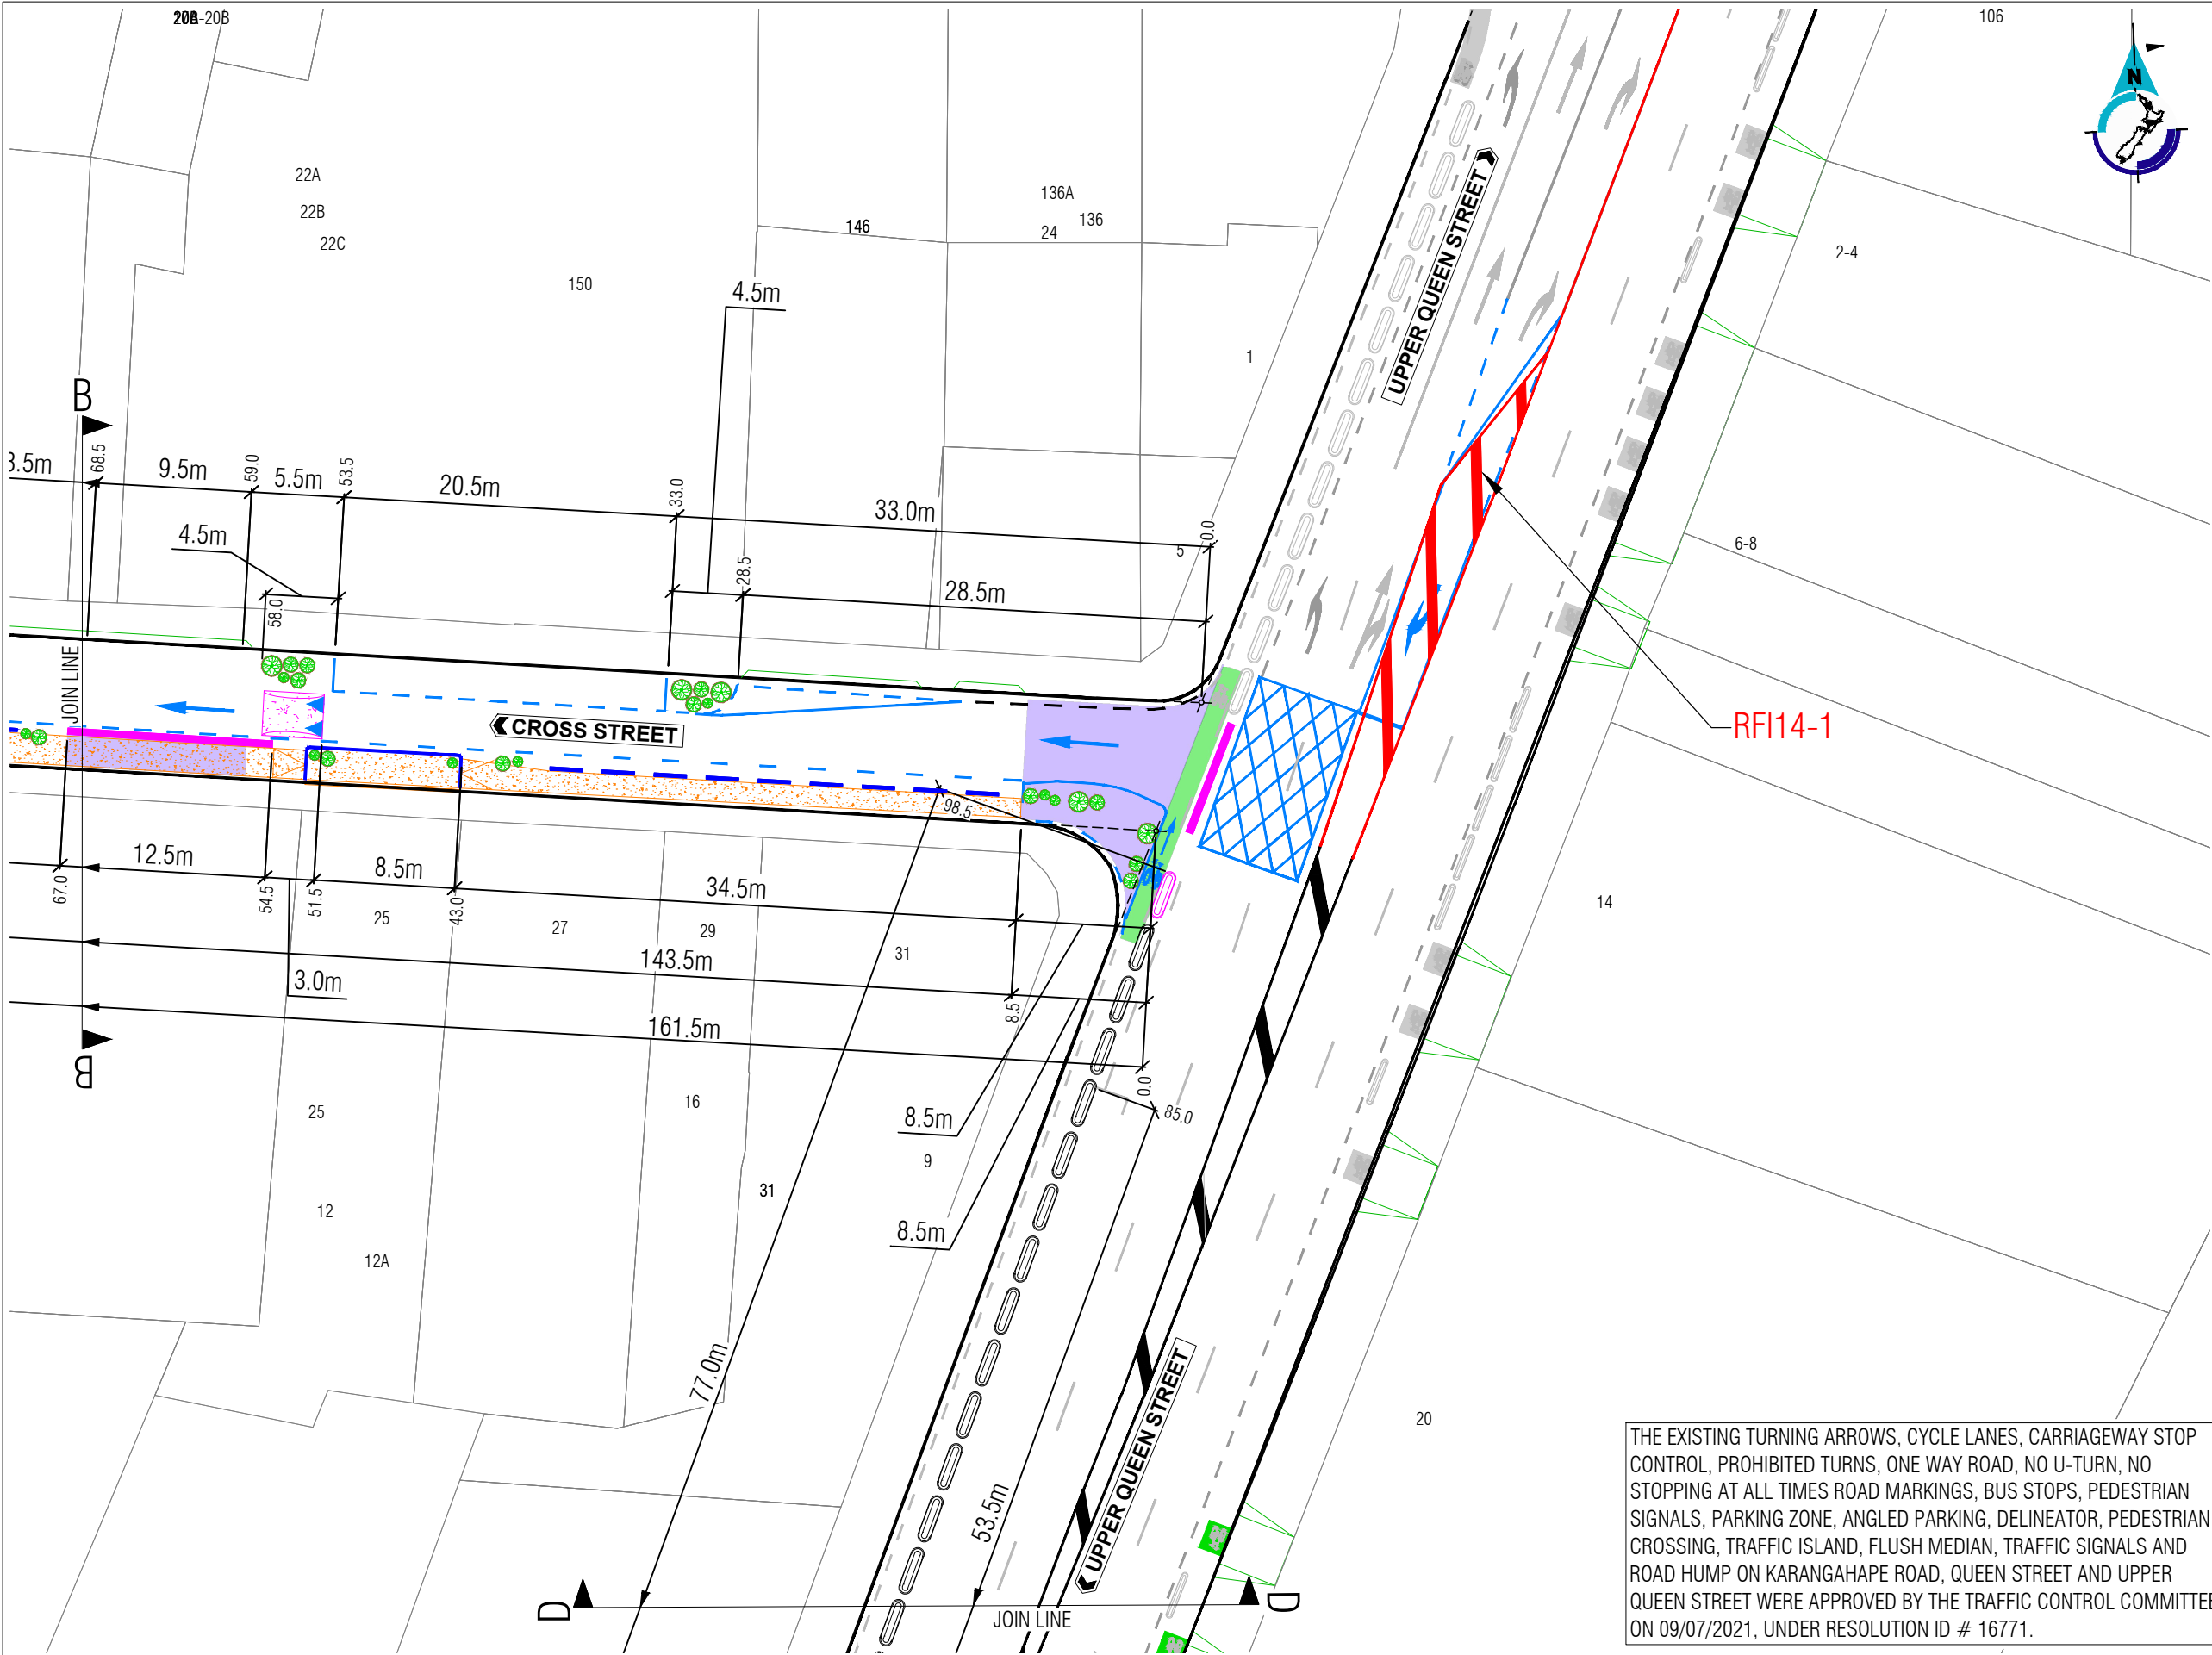 20B-20B
106
N
22A
22B
22C
150
146
136A
136
24
1
2-4
4.5m
UPPER QUEEN STREET
B
68.5
9.5m
59.0
5.5m
53.5
20.5m
33.0
33.0m
5
0.0
4.5m
58.0
28.5
28.5m
6-8
JOIN LINE
CROSS STREET
RFI14-1
98.5
12.5m
67.0
54.5
51.5
8.5m
43.0
34.5m
25
27
29
31
14
143.5m
3.0m
8.5
161.5m
B
0.0
85.0
25
16
8.5m
9
31
12
8.5m
12A
77.0m
53.5m
UPPER QUEEN STREET
20
D
JOIN LINE
D
THE EXISTING TURNING ARROWS, CYCLE LANES, CARRIAGEWAY STOP
CONTROL, PROHIBITED TURNS, ONE WAY ROAD, NO U-TURN, NO
STOPPING AT ALL TIMES ROAD MARKINGS, BUS STOPS, PEDESTRIAN
SIGNALS, PARKING ZONE, ANGLED PARKING, DELINEATOR, PEDESTRIAN
CROSSING, TRAFFIC ISLAND, FLUSH MEDIAN, TRAFFIC SIGNALS AND
ROAD HUMP ON KARANGAHAPE ROAD, QUEEN STREET AND UPPER
QUEEN STREET WERE APPROVED BY THE TRAFFIC CONTROL COMMITTEE
ON 09/07/2021, UNDER RESOLUTION ID # 16771.